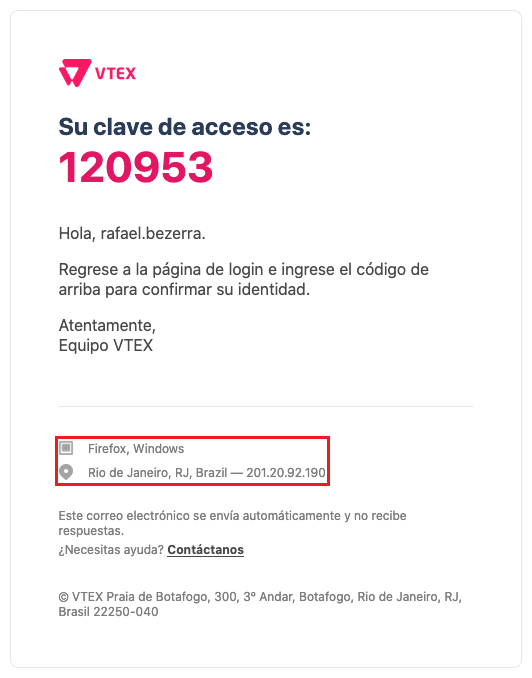 VTEX
Su clave de acceso es:
120953
Hola, rafael.bezerra.
Regrese a la página de login e ingrese el código de
arriba para confirmar su identidad.
Atentamente,
Equipo VTEX
Firefox, Windows
Rio de Janeiro, RJ, Brazil — 201.20.92.190
Este correo electrónico se envía automáticamente y no recibe
respuestas.
¿Necesitas ayuda? Contáctanos
© VTEX Praia de Botafogo, 300, 3º Andar, Botafogo, Rio de Janeiro, RJ,
Brasil 22250-040